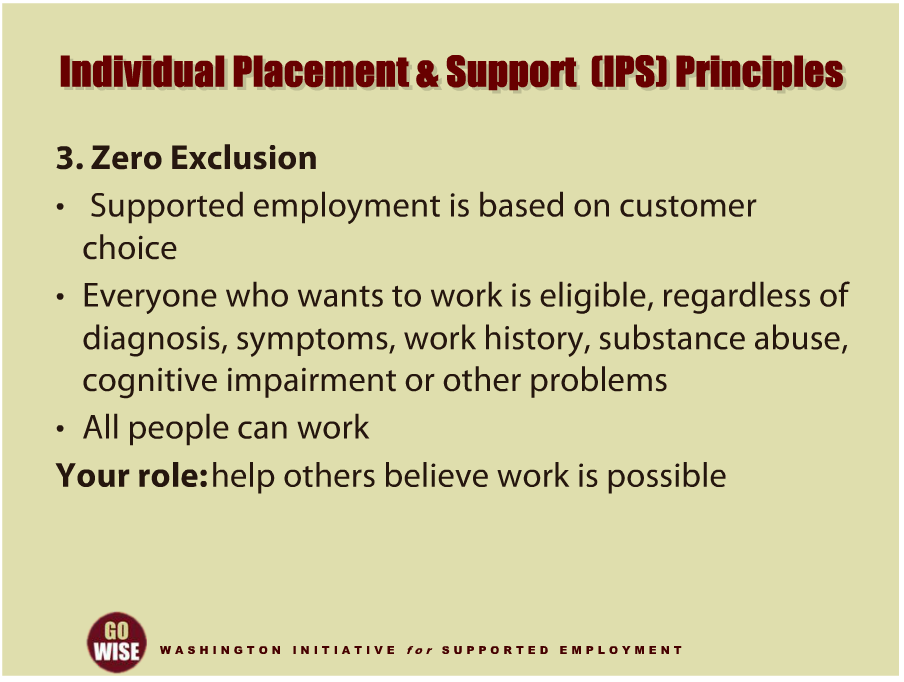 Individual Placement & Support (IPS) Principles
3. Zero Exclusion
• Supported employment is based on customer
choice
• Everyone who wants to work is eligible, regardless of
diagnosis, symptoms, work history, substance abuse,
cognitive impairment or other problems
• All people can work
Your role: help others believe work is possible
GO
WISE
WASHINGTON INITIATIVE for SUPPORTED EMPLOYMENT